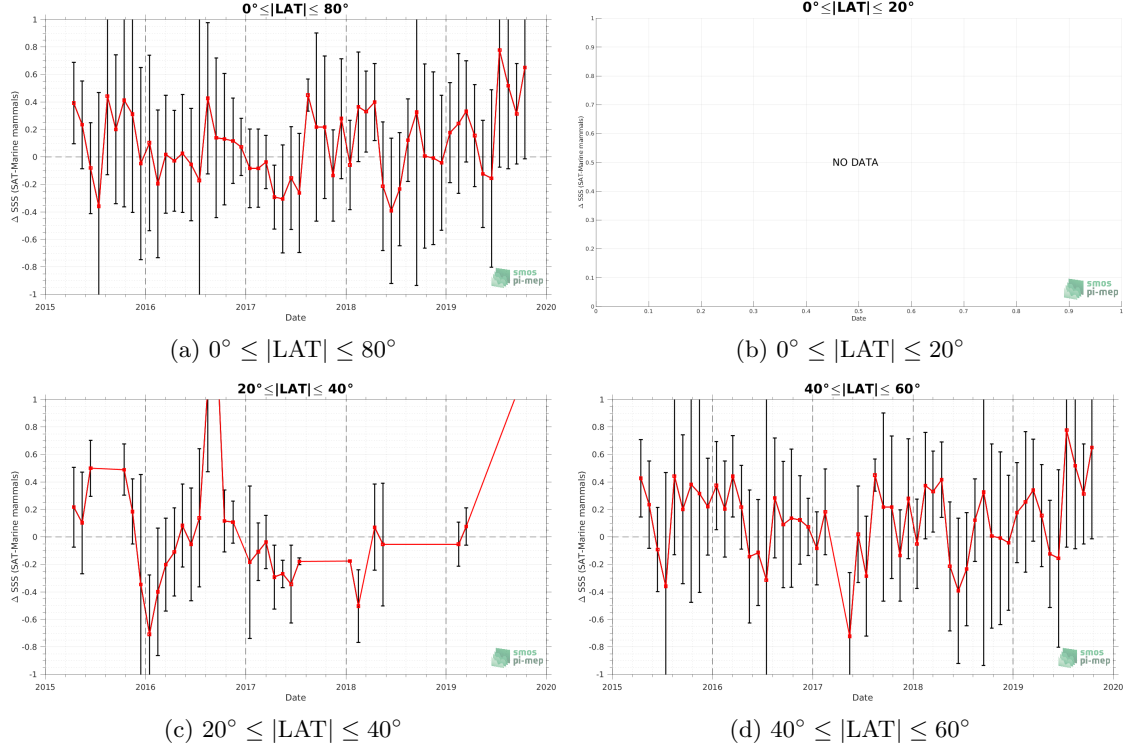 0°≤|LAT|≤ 80°
Δ SSS (SAT-Marine mammals)
1
0.8
0.6
0.4
0.2
0
-0.2
-0.4
-0.6
-0.8
-1
2015 2016 2017 2018 2019 2020
Date
smos
pi-mep
(a) 0° ≤ |LAT| ≤ 80°
0°≤|LAT|≤ 20°
Δ SSS (SAT-Marine mammals)
1
0.9
0.8
0.7
0.6
0.5
0.4
0.3
0.2
0.1
0
NO DATA
0 0.1 0.2 0.3 0.4 0.5 0.6 0.7 0.8 0.9 1
Date
smos
pi-mep
(b) 0° ≤ |LAT| ≤ 20°
20°≤|LAT|≤ 40°
Δ SSS (SAT-Marine mammals)
1
0.8
0.6
0.4
0.2
0
-0.2
-0.4
-0.6
-0.8
-1
2015 2016 2017 2018 2019 2020
Date
smos
pi-mep
(c) 20° ≤ |LAT| ≤ 40°
40°≤|LAT|≤ 60°
Δ SSS (SAT-Marine mammals)
1
0.8
0.6
0.4
0.2
0
-0.2
-0.4
-0.6
-0.8
-1
2015 2016 2017 2018 2019 2020
Date
smos
pi-mep
(d) 40° ≤ |LAT| ≤ 60°